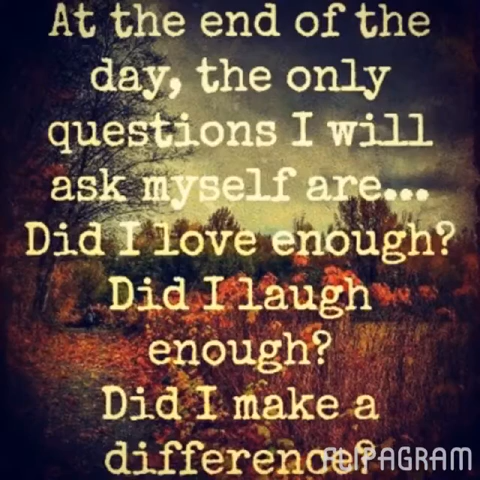 At the end of the
day, the only
questions I will
ask myself are...
Did I love enough?
Did I laugh
enough?
Did I make a
difference?
FLIPAGRAM